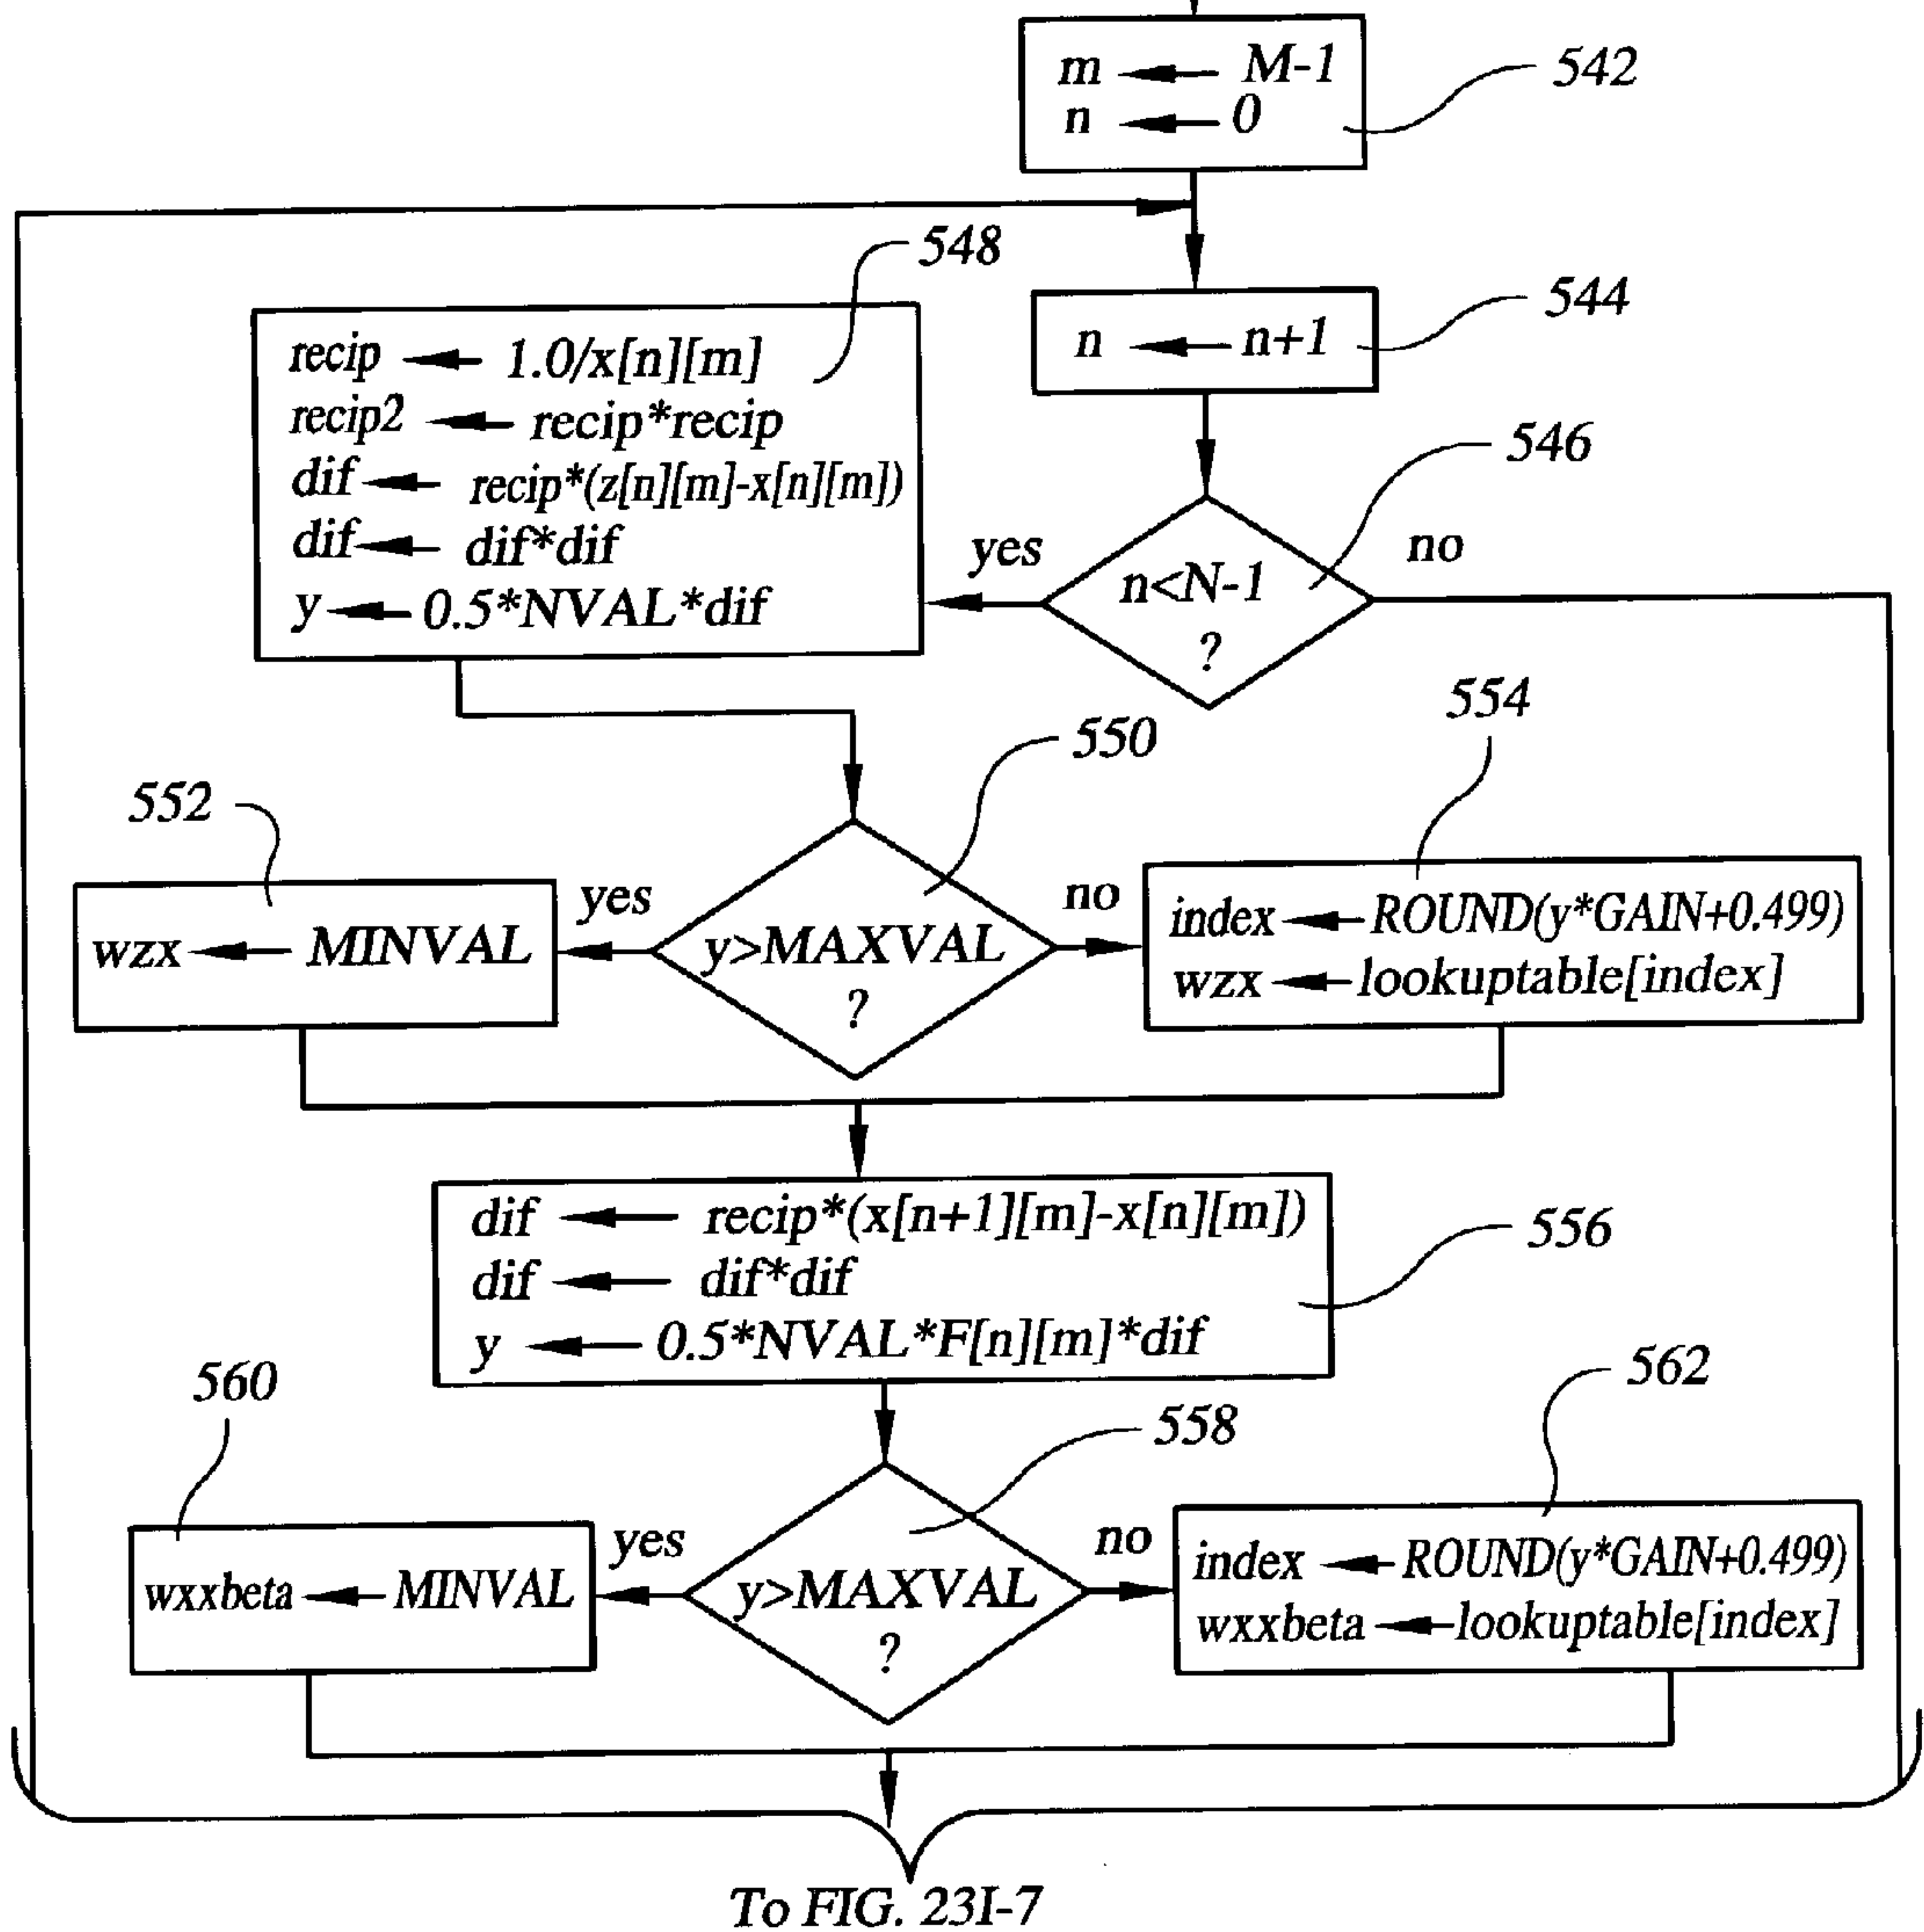 m ← M-1
n ← 0
542
548
544
n ← n+1
recip ← 1.0/x[n][m]
recip2 ← recip*recip
dif ← recip*(z[n][m]-x[n][m])
dif ← dif*dif
y ← 0.5*NVAL*dif
546
yes
no
n<N-1
?
554
550
552
yes
no
wzx ← MINVAL
y>MAXVAL
?
index ← ROUND(y*GAIN+0.499)
wzx ← lookuptable[index]
dif ← recip*(x[n+1][m]-x[n][m])
dif ← dif*dif
y ← 0.5*NVAL*F[n][m]*dif
556
560
562
558
yes
no
wxxbeta ← MINVAL
y>MAXVAL
?
index ← ROUND(y*GAIN+0.499)
wxxbeta ← lookuptable[index]
To FIG. 23I-7